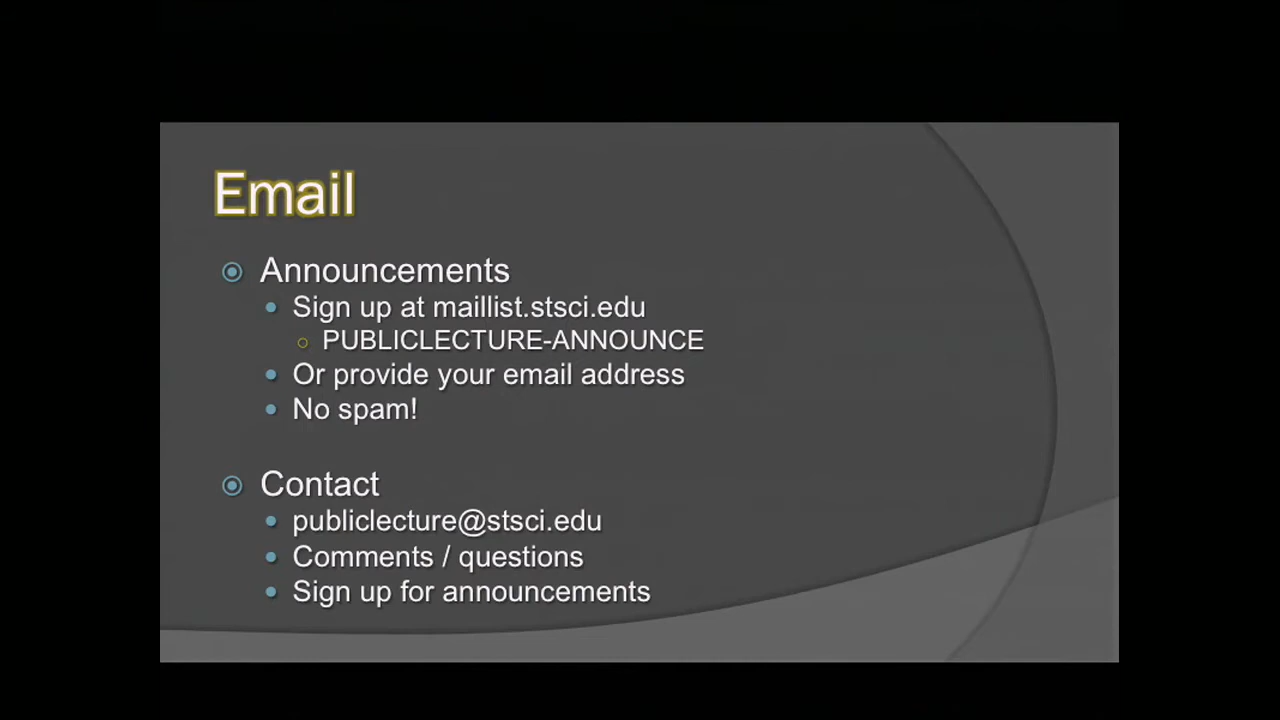 Email
Announcements
Sign up at maillist.stsci.edu
PUBLICLECTURE-ANNOUNCE
Or provide your email address
No spam!
Contact
publiclecture@stsci.edu
Comments / questions
Sign up for announcements